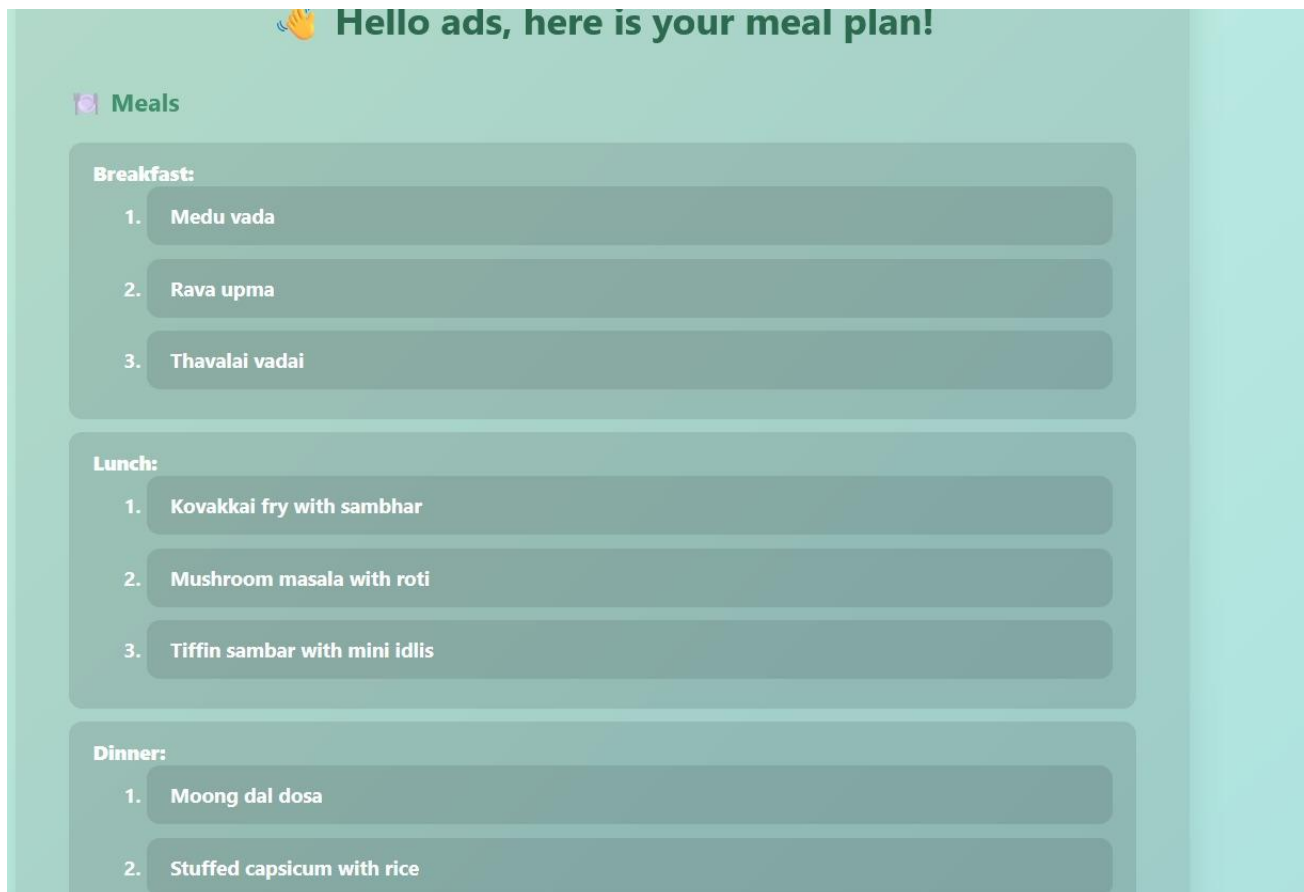 👋 Hello ads, here is your meal plan!
🍽️ Meals
Breakfast:
1. Medu vada
2. Rava upma
3. Thavalai vadai
Lunch:
1. Kovakkai fry with sambhar
2. Mushroom masala with roti
3. Tiffin sambar with mini idlis
Dinner:
1. Moong dal dosa
2. Stuffed capsicum with rice